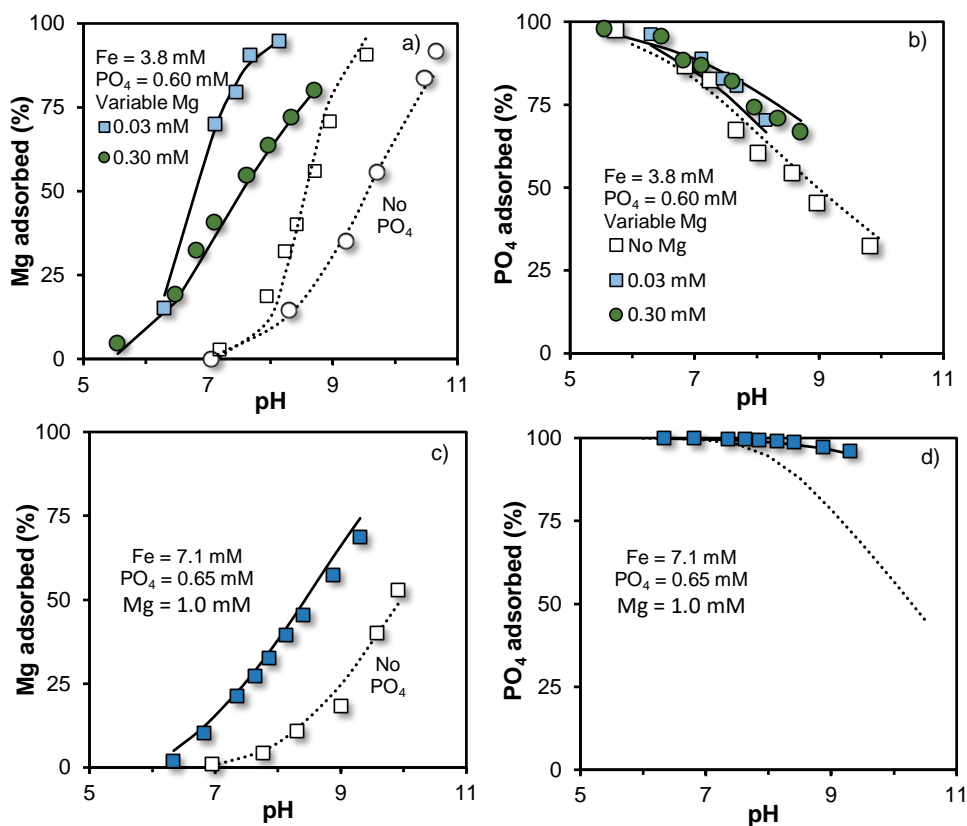 100
75
50
25
0
Mg adsorbed (%)
a)
Fe = 3.8 mM
PO₄ = 0.60 mM
Variable Mg
0.03 mM
0.30 mM
No
PO₄
5
7
9
11
pH
100
75
50
25
0
PO₄ adsorbed (%)
b)
Fe = 3.8 mM
PO₄ = 0.60 mM
Variable Mg
No Mg
0.03 mM
0.30 mM
5
7
9
11
pH
100
75
50
25
0
Mg adsorbed (%)
c)
Fe = 7.1 mM
PO₄ = 0.65 mM
Mg = 1.0 mM
No
PO₄
5
7
9
11
pH
100
75
50
25
0
PO₄ adsorbed (%)
d)
Fe = 7.1 mM
PO₄ = 0.65 mM
Mg = 1.0 mM
5
7
9
11
pH